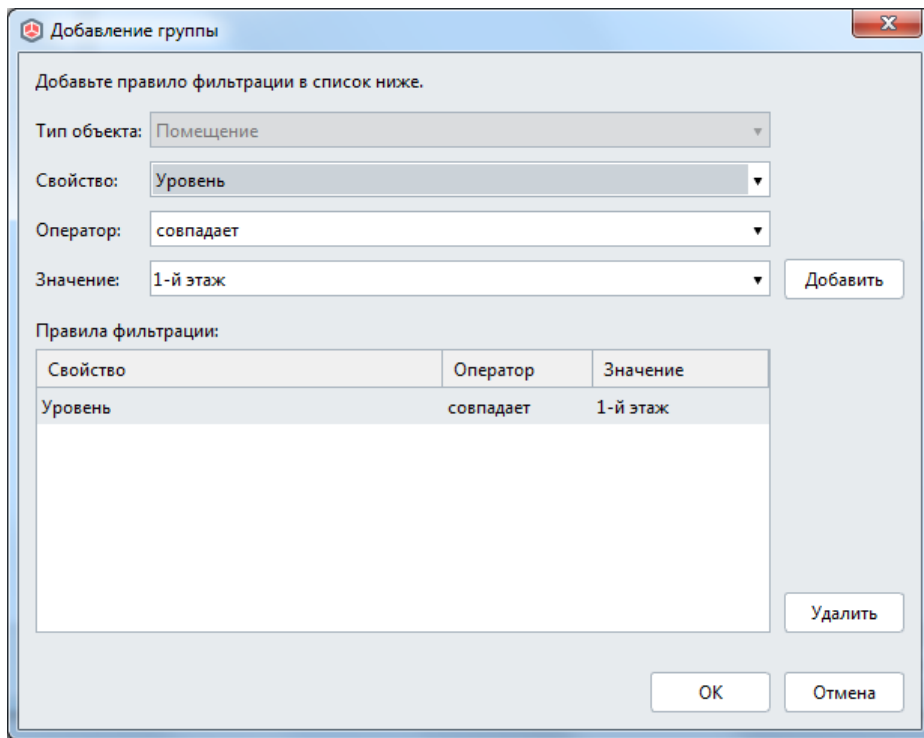 Добавление группы
Добавьте правило фильтрации в список ниже.
Тип объекта: Помещение
Свойство: Уровень
Оператор: совпадает
Значение: 1-й этаж Добавить
Правила фильтрации:
Свойство Оператор Значение
Уровень совпадает 1-й этаж
Удалить
ОК Отмена